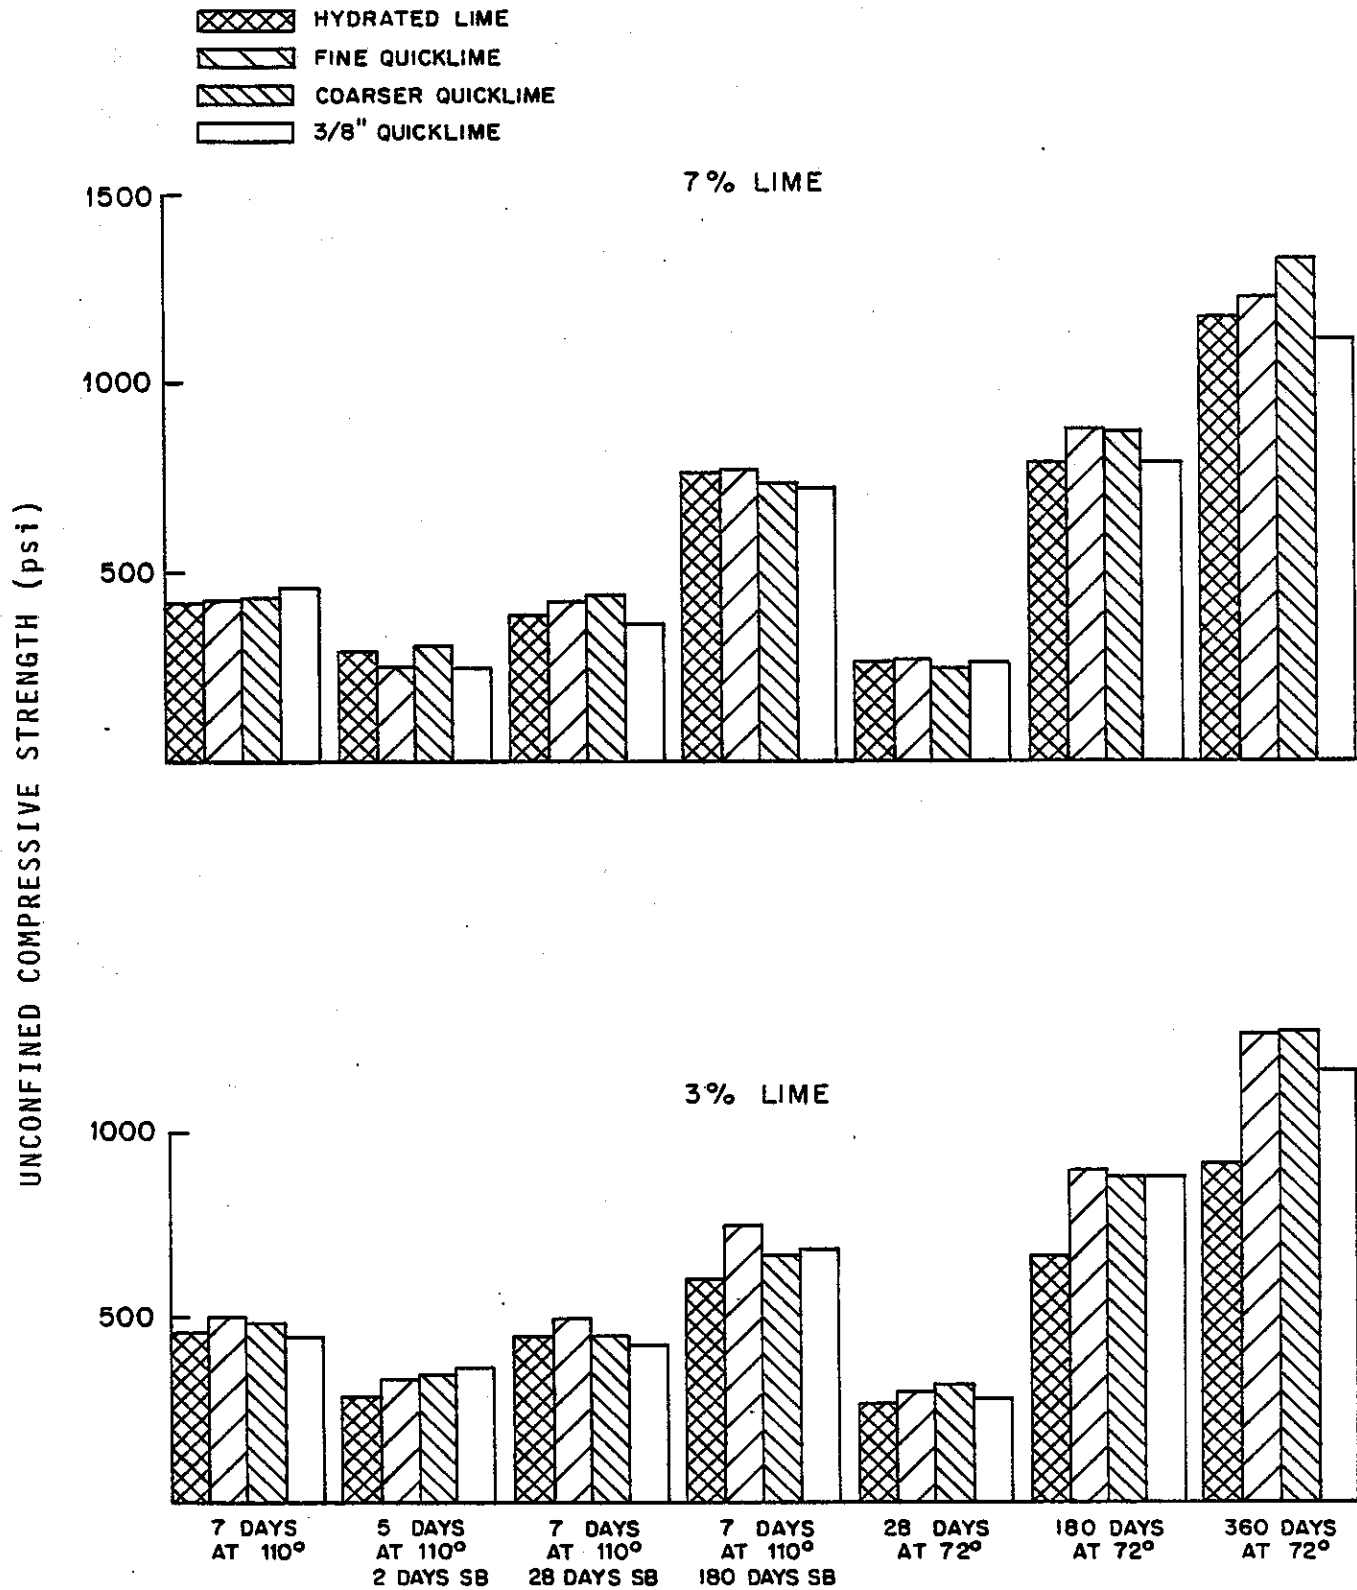 HYDRATED LIME
FINE QUICKLIME
COARSER QUICKLIME
3/8" QUICKLIME
7% LIME
1500
1000
500
UNCONFINED COMPRESSIVE STRENGTH (psi)
3% LIME
1000
500
7 DAYS
AT 110°
5 DAYS
AT 110°
2 DAYS SB
7 DAYS
AT 110°
28 DAYS SB
7 DAYS
AT 110°
180 DAYS SB
28 DAYS
AT 72°
180 DAYS
AT 72°
360 DAYS
AT 72°